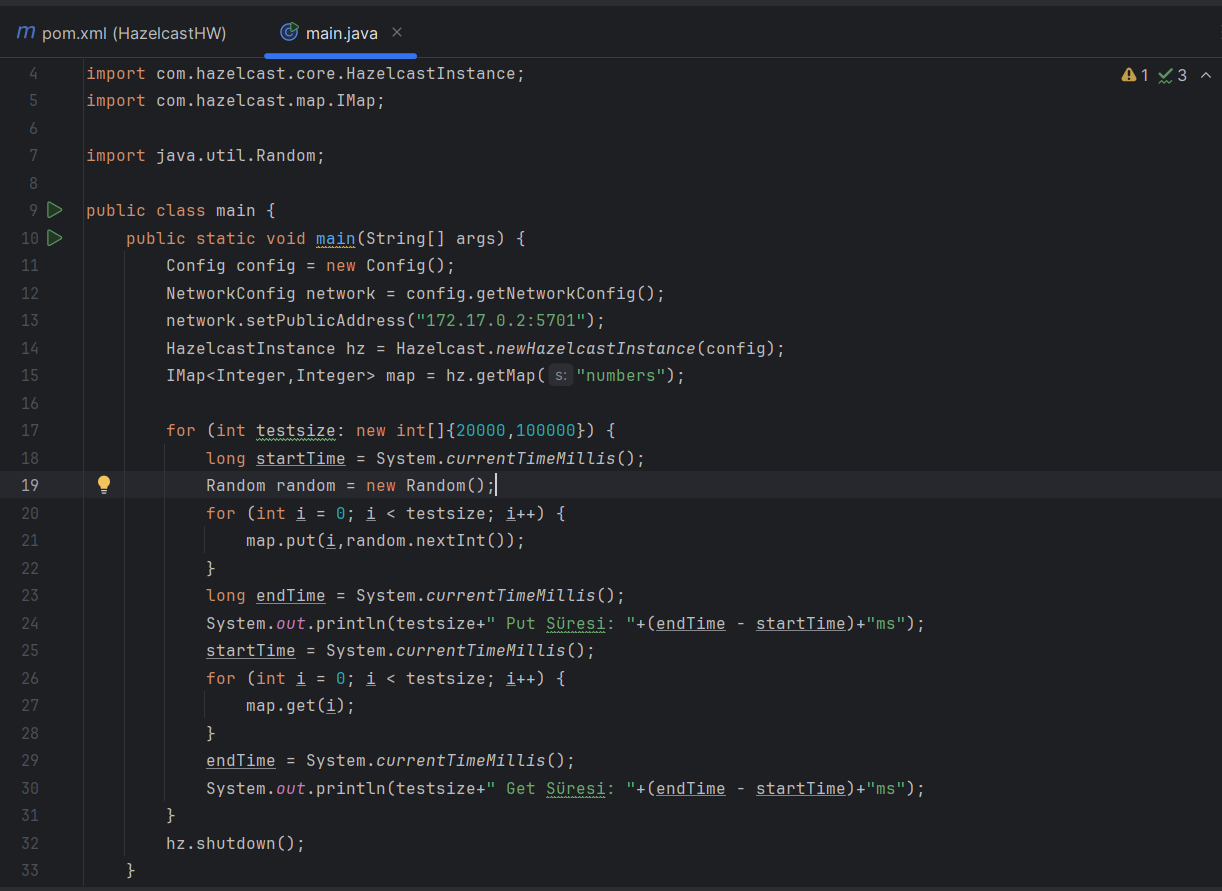 m pom.xml (HazelcastHW) main.java
1 3
4 import com.hazelcast.core.HazelcastInstance;
5 import com.hazelcast.map.IMap;
6
7 import java.util.Random;
8
9 public class main {
10 public static void main(String[] args) {
11 Config config = new Config();
12 NetworkConfig network = config.getNetworkConfig();
13 network.setPublicAddress("172.17.0.2:5701");
14 HazelcastInstance hz = Hazelcast.newHazelcastInstance(config);
15 IMap<Integer,Integer> map = hz.getMap( s: "numbers");
16
17 for (int testsize: new int[]{20000,100000}) {
18 long startTime = System.currentTimeMillis();
19 Random random = new Random();
20 for (int i = 0; i < testsize; i++) {
21 map.put(i,random.nextInt());
22 }
23 long endTime = System.currentTimeMillis();
24 System.out.println(testsize+" Put Süresi: "+(endTime - startTime)+"ms");
25 startTime = System.currentTimeMillis();
26 for (int i = 0; i < testsize; i++) {
27 map.get(i);
28 }
29 endTime = System.currentTimeMillis();
30 System.out.println(testsize+" Get Süresi: "+(endTime - startTime)+"ms");
31 }
32 hz.shutdown();
33 }